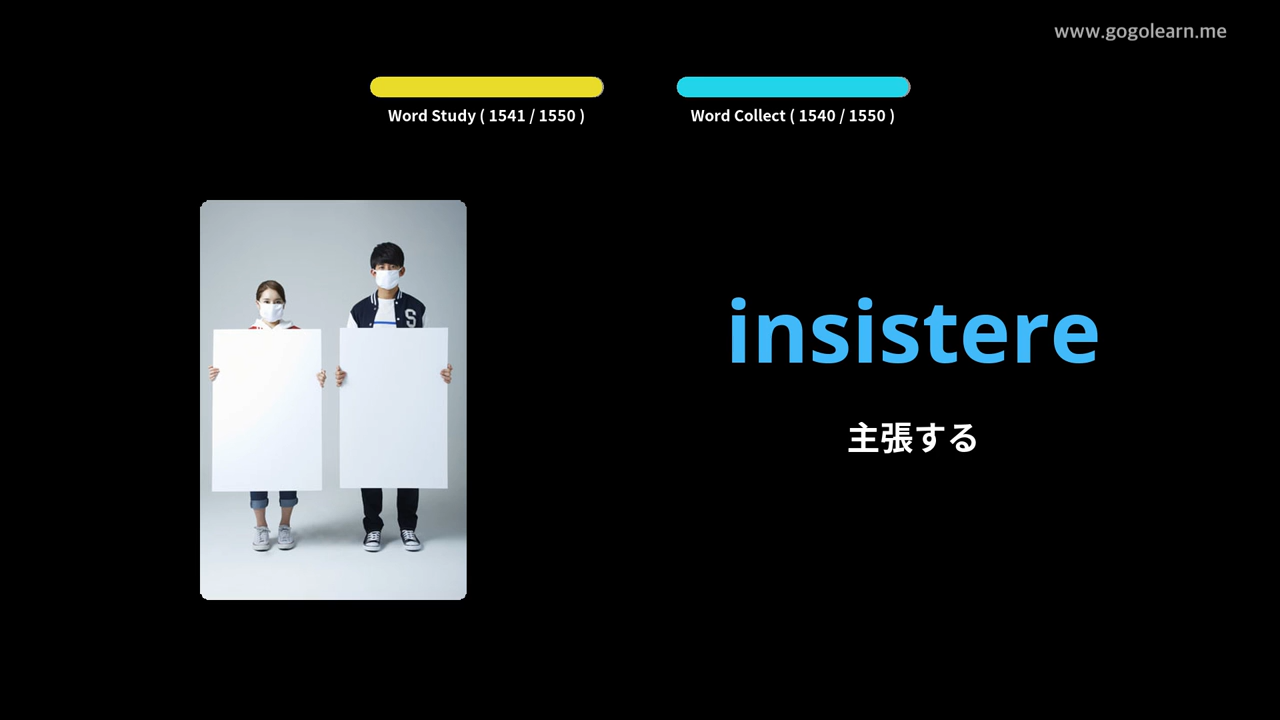 www.gogolearn.me
Word Study ( 1541 / 1550 )
Word Collect ( 1540 / 1550 )
S
insistere
主張する